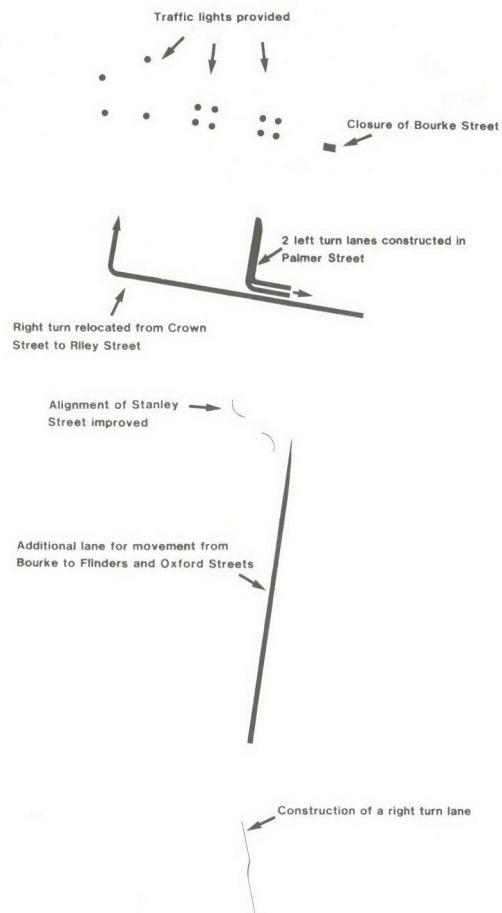 Traffic lights provided
Closure of Bourke Street
2 left turn lanes constructed in
Palmer Street
Right turn relocated from Crown
Street to Riley Street
Alignment of Stanley
Street improved
Additional lane for movement from
Bourke to Flinders and Oxford Streets
Construction of a right turn lane